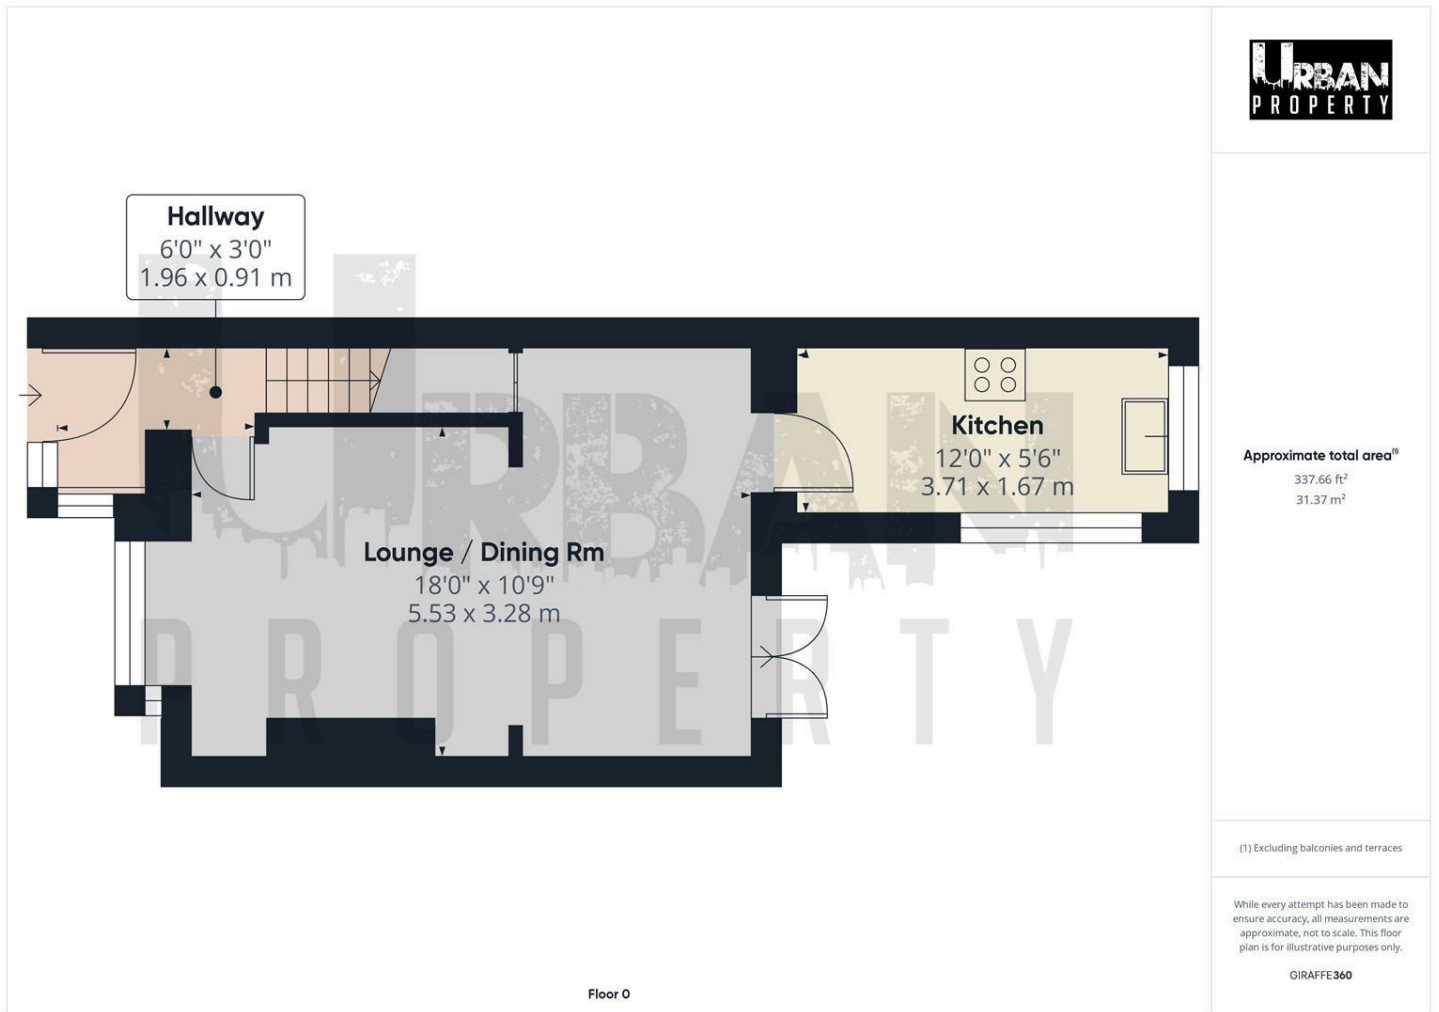 URBAN
PROPERTY
Hallway
6'0" x 3'0"
1.96 x 0.91 m
Kitchen
12'0" x 5'6"
3.71 x 1.67 m
Lounge / Dining Rm
18'0" x 10'9"
5.53 x 3.28 m
URBAN
PROPERTY
Approximate total area(1)
337.66 ft²
31.37 m²
(1) Excluding balconies and terraces
While every attempt has been made to
ensure accuracy, all measurements are
approximate, not to scale. This floor
plan is for illustrative purposes only.
GIRAFFE360
Floor 0